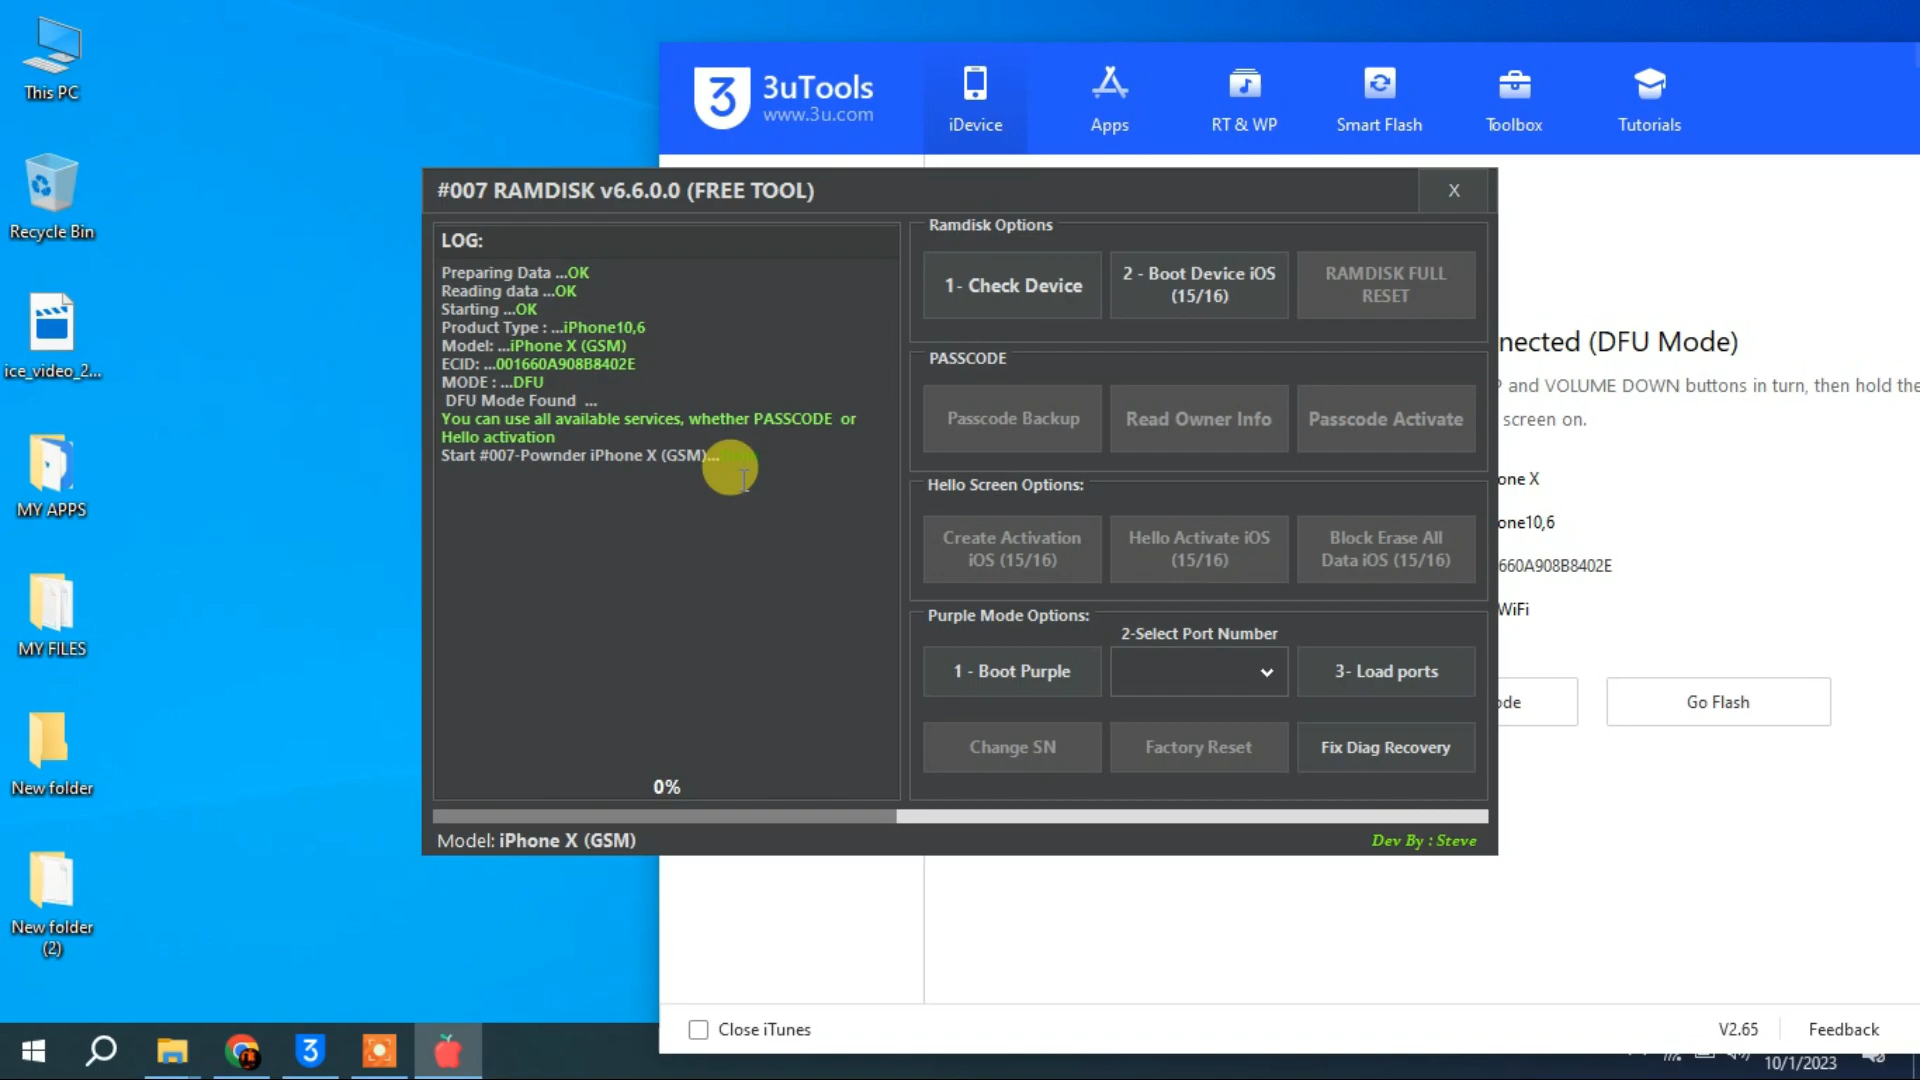 This PC
Recycle Bin
ice_video_2...
MY APPS
MY FILES
New folder
New folder
(2)
3 3uTools
www.3u.com
iDevice
Apps
RT & WP
Smart Flash
Toolbox
Tutorials
#007 RAMDISK v6.6.0.0 (FREE TOOL)
X
LOG:
Preparing Data ...OK
Reading data ...OK
Starting ...OK
Product Type : ...iPhone10,6
Model: ...iPhone X (GSM)
ECID: ...001660A908B8402E
MODE : ...DFU
DFU Mode Found ...
You can use all available services, whether PASSCODE or
Hello activation
Start #007-Pownder iPhone X (GSM)...
0%
Model: iPhone X (GSM)
Ramdisk Options
1- Check Device
2 - Boot Device iOS
(15/16)
RAMDISK FULL
RESET
PASSCODE
Passcode Backup
Read Owner Info
Passcode Activate
Hello Screen Options:
Create Activation
iOS (15/16)
Hello Activate iOS
(15/16)
Block Erase All
Data iOS (15/16)
Purple Mode Options:
2-Select Port Number
1 - Boot Purple
3- Load ports
Change SN
Factory Reset
Fix Diag Recovery
Dev By : Steve
nected (DFU Mode)
P and VOLUME DOWN buttons in turn, then hold the
screen on.
one X
one10,6
660A908B8402E
WiFi
ode
Go Flash
Close iTunes
V2.65
Feedback
3
10/1/2023